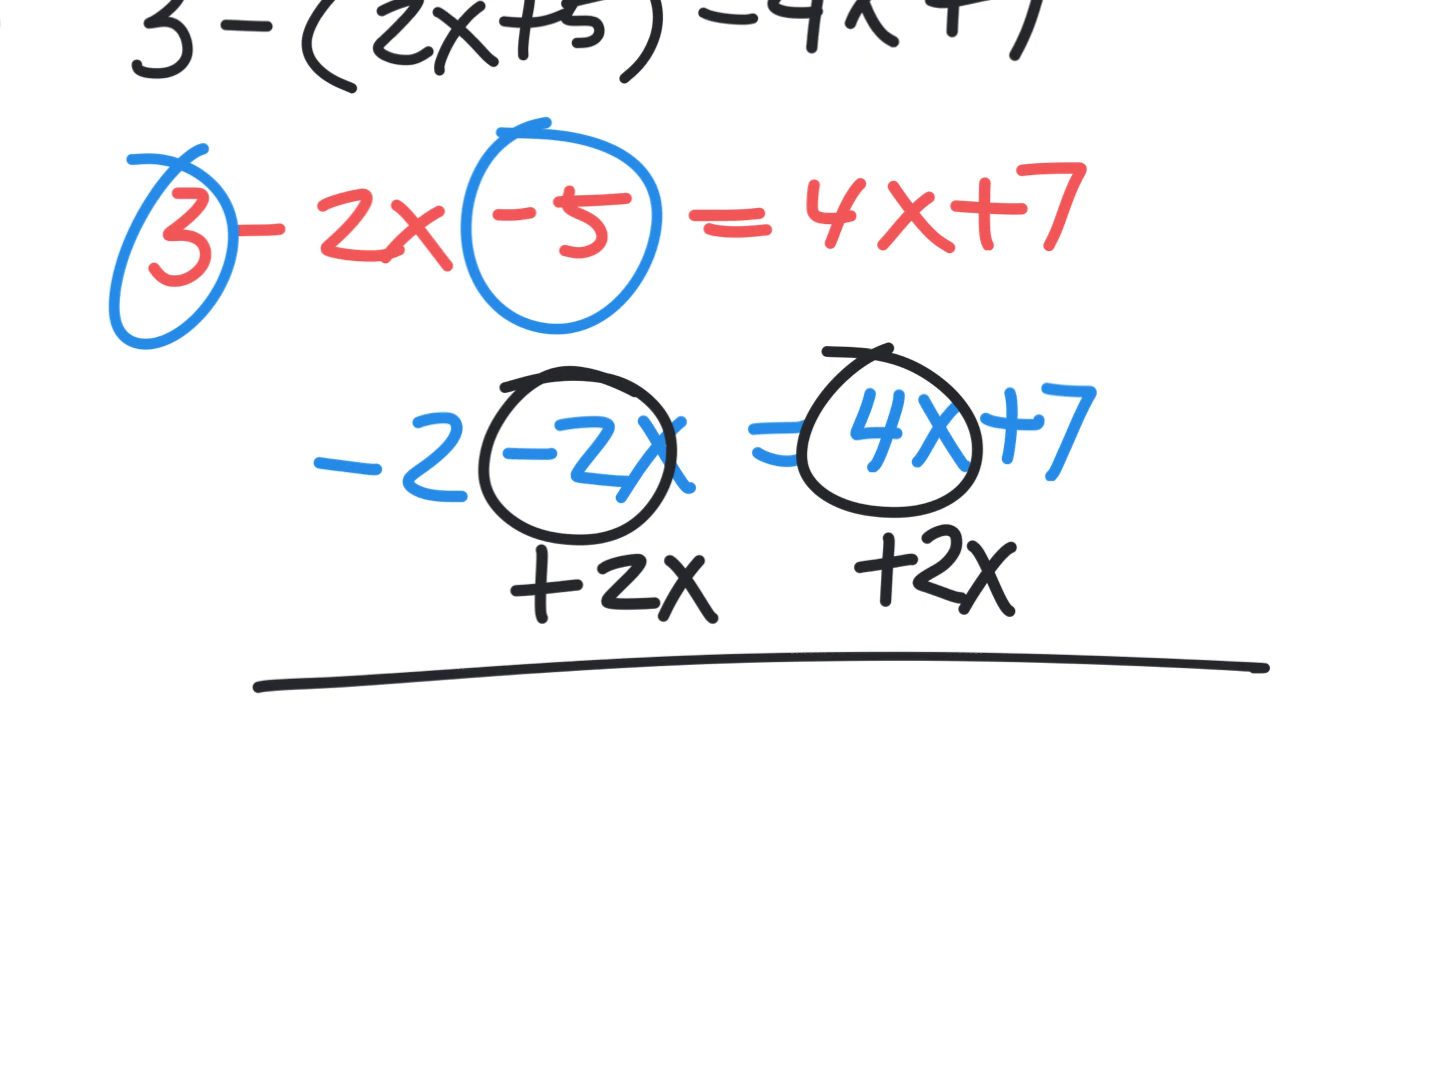 3-(2x+5) = 4x+7
3-2x-5=4x+7
-2-2x=4x+7
+2x +2x